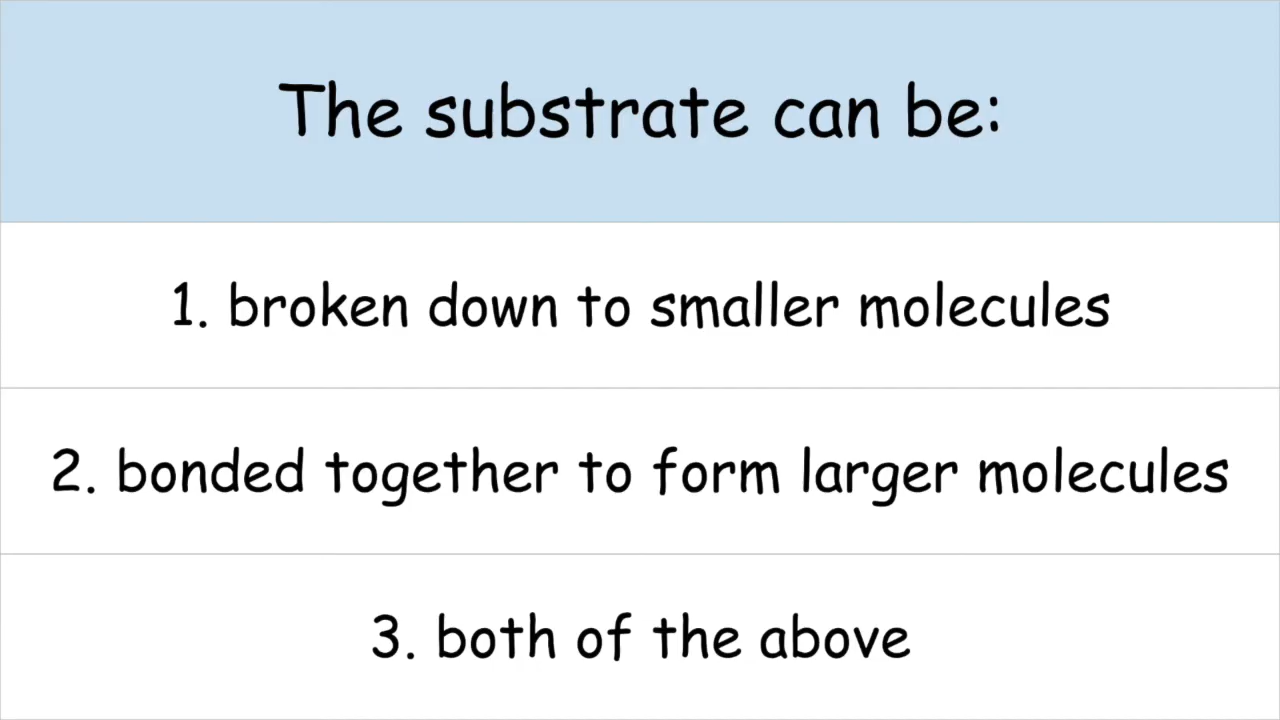 The substrate can be:
1. broken down to smaller molecules
2. bonded together to form larger molecules
3. both of the above